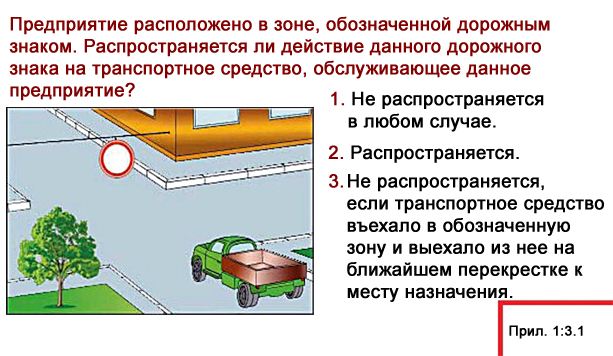 Предприятие расположено в зоне, обозначенной дорожным
знаком. Распространяется ли действие данного дорожного
знака на транспортное средство, обслуживающее данное
предприятие?
1. Не распространяется
в любом случае.
2. Распространяется.
3. Не распространяется,
если транспортное средство
въехало в обозначенную
зону и выехало из нее на
ближайшем перекрестке к
месту назначения.
Прил. 1:3.1